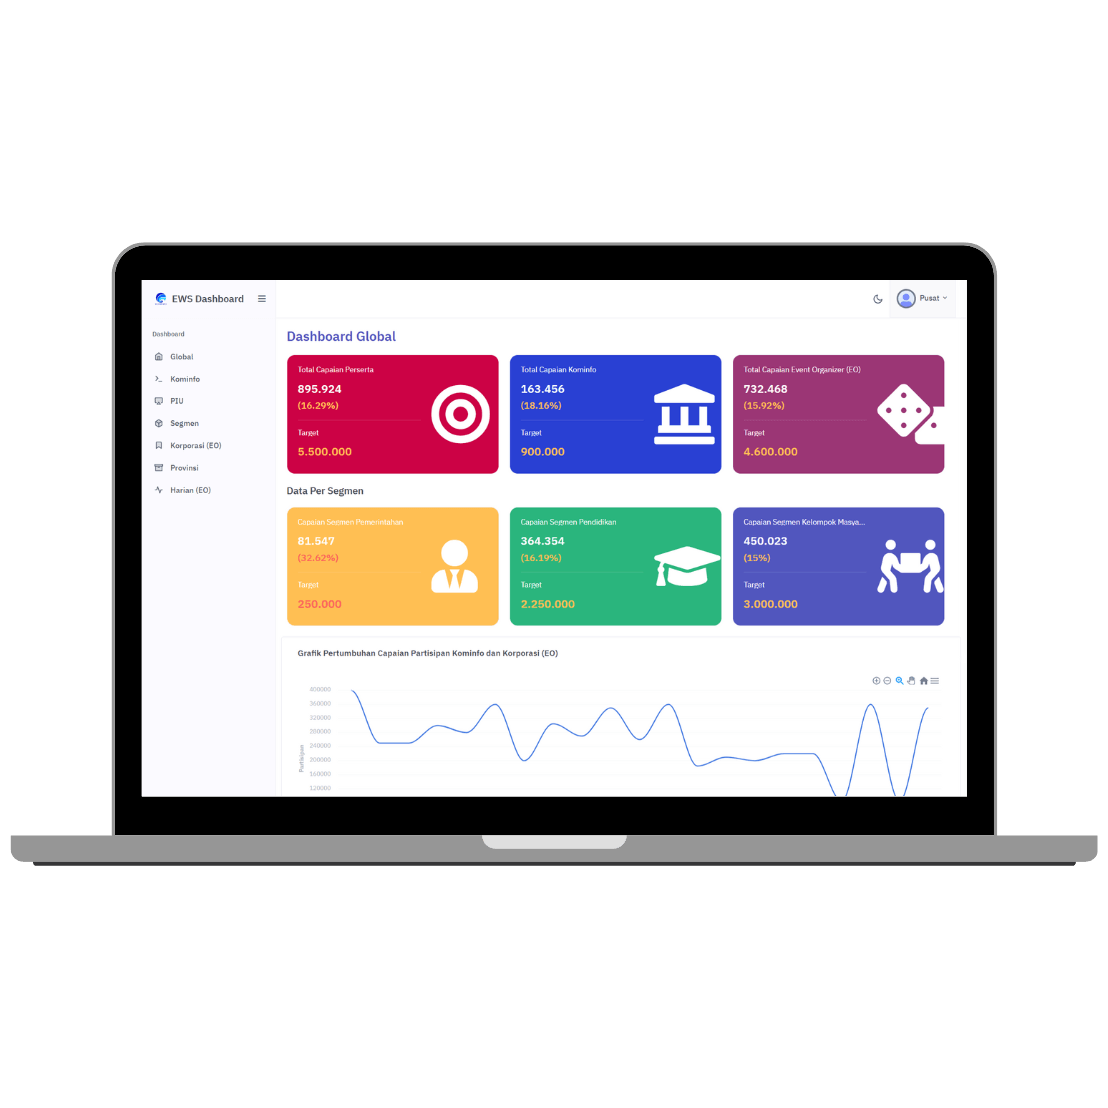 EWS Dashboard
Pusat
Dashboard
Global
Kominfo
PIU
Segmen
Korporasi (EO)
Provinsi
Harian (EO)
Dashboard Global
Total Capaian Perserta
895.924
(16.29%)
Target
5.500.000
Total Capaian Kominfo
163.456
(18.16%)
Target
900.000
Total Capaian Event Organizer (EO)
732.468
(15.92%)
Target
4.600.000
Data Per Segmen
Capaian Segmen Pemerintahan
81.547
(32.62%)
Target
250.000
Capaian Segmen Pendidikan
364.354
(16.19%)
Target
2.250.000
Capaian Segmen Kelompok Masya...
450.023
(15%)
Target
3.000.000
Grafik Pertumbuhan Capaian Partisipan Kominfo dan Korporasi (EO)
400000
360000
320000
280000
240000
200000
160000
120000
Partisipan